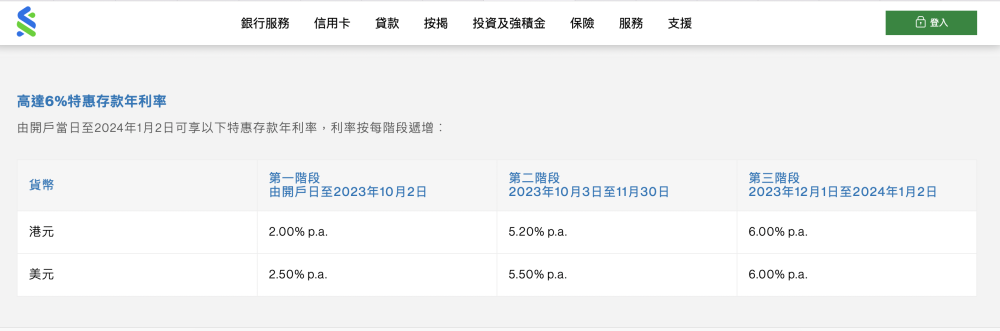 銀行服務 信用卡 貸款 按揭 投資及強積金 保險 服務 支援 登入
高達6%特惠存款年利率
由開戶當日至2024年1月2日可享以下特惠存款年利率，利率按每階段遞增：
貨幣
第一階段
由開戶日至2023年10月2日
第二階段
2023年10月3日至11月30日
第三階段
2023年12月1日至2024年1月2日
港元 2.00% p.a. 5.20% p.a. 6.00% p.a.
美元 2.50% p.a. 5.50% p.a. 6.00% p.a.